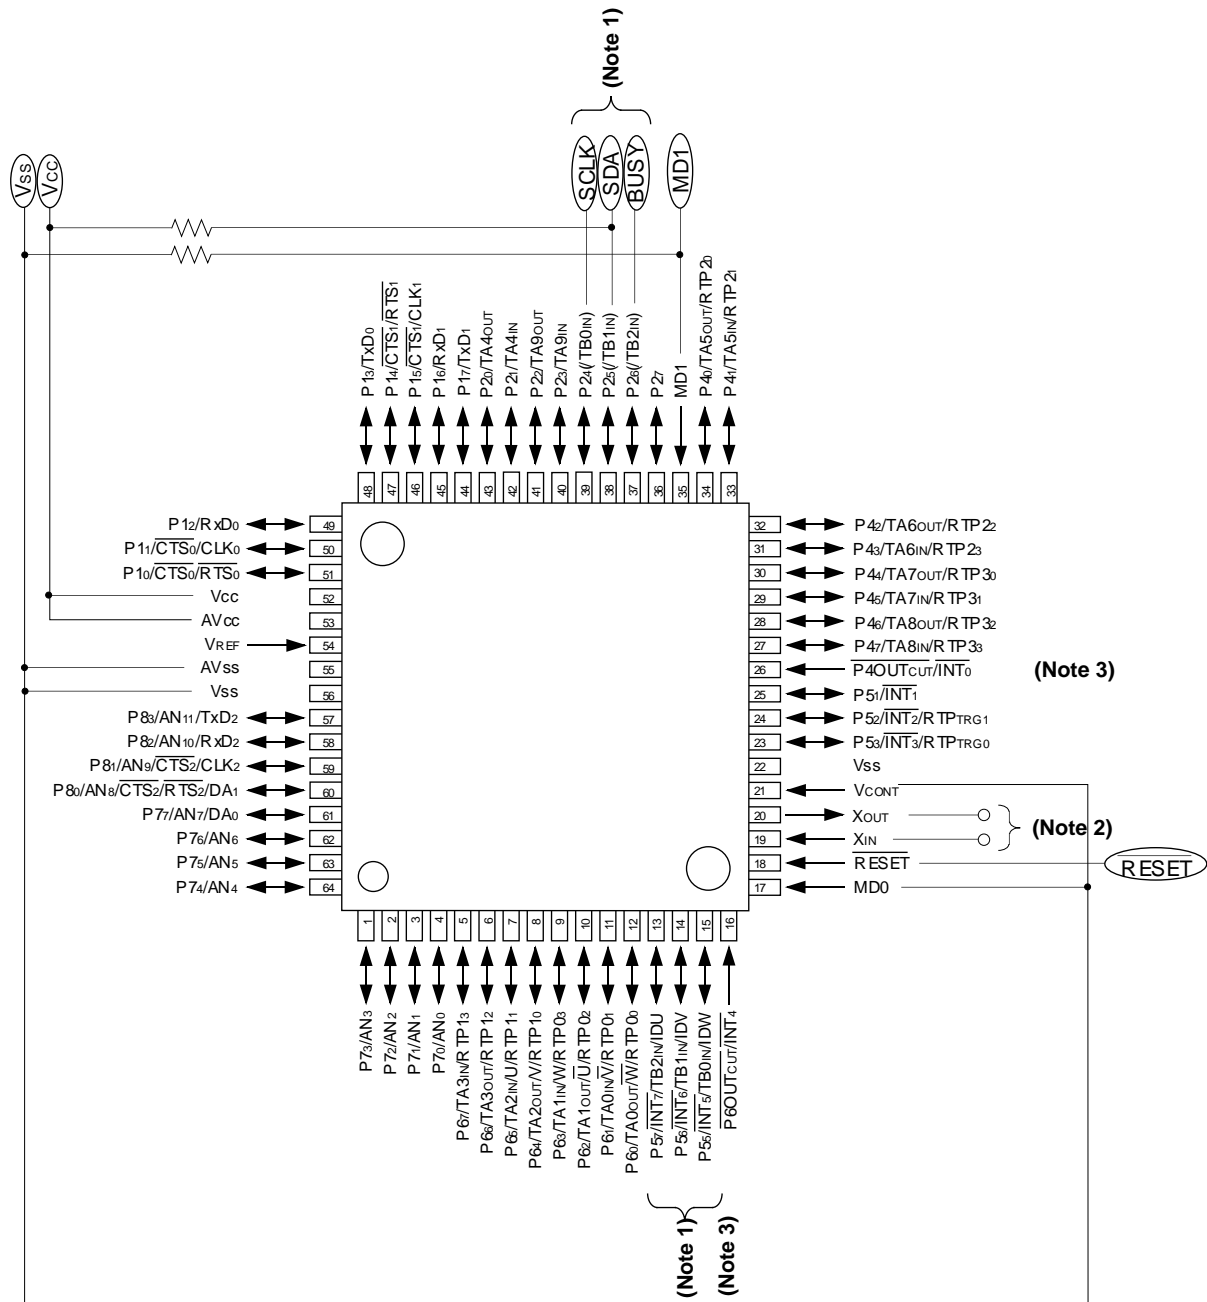 (Note 1)
Vss
Vcc
SCLK
SDA
BUSY
MD1
P13/TxD0
P14/CTS1/RTS1
P15/CTS1/CLK1
P16/RxD1
P17/TxD1
P20/TA4OUT
P21/TA4IN
P22/TA9OUT
P23/TA9IN
P24(/TB0IN)
P25(/TB1IN)
P26(/TB2IN)
P27
MD1
P40/TA5OUT/RTP20
P41/TA5IN/RTP21
48 47 46 45 44 43 42 41 40 39 38 37 36 35 34 33
P12/RxD0 49
P11/CTS0/CLK0 50
P10/CTS0/RTS0 51
Vcc 52
AVcc 53
VREF 54
AVss 55
Vss 56
P83/AN11/TxD2 57
P82/AN10/RxD2 58
P81/AN9/CTS2/CLK2 59
P80/AN8/CTS2/RTS2/DA1 60
P77/AN7/DA0 61
P76/AN6 62
P75/AN5 63
P74/AN4 64
32 P42/TA6OUT/RTP22
31 P43/TA6IN/RTP23
30 P44/TA7OUT/RTP30
29 P45/TA7IN/RTP31
28 P46/TA8OUT/RTP32
27 P47/TA8IN/RTP33
26 P4OUTCUT/INT0 (Note 3)
25 P51/INT1
24 P52/INT2/RTPTRG1
23 P53/INT3/RTPTRG0
22 Vss
21 VCONT
20 XOUT
19 XIN
(Note 2)
18 RESET
RESET
17 MD0
1 2 3 4 5 6 7 8 9 10 11 12 13 14 15 16
P73/AN3
P72/AN2
P71/AN1
P70/AN0
P67/TA3IN/RTP13
P66/TA3OUT/RTP12
P65/TA2IN/U/RTP11
P64/TA2OUT/V/RTP10
P63/TA1IN/W/RTP03
P62/TA1OUT/U/RTP02
P61/TA0IN/V/RTP01
P60/TA0OUT/W/RTP00
P57/INT7/TB2IN/IDU
P56/INT6/TB1IN/IDV
P55/INT5/TB0IN/IDW
P6OUTCUT/INT4
(Note 1)
(Note 3)